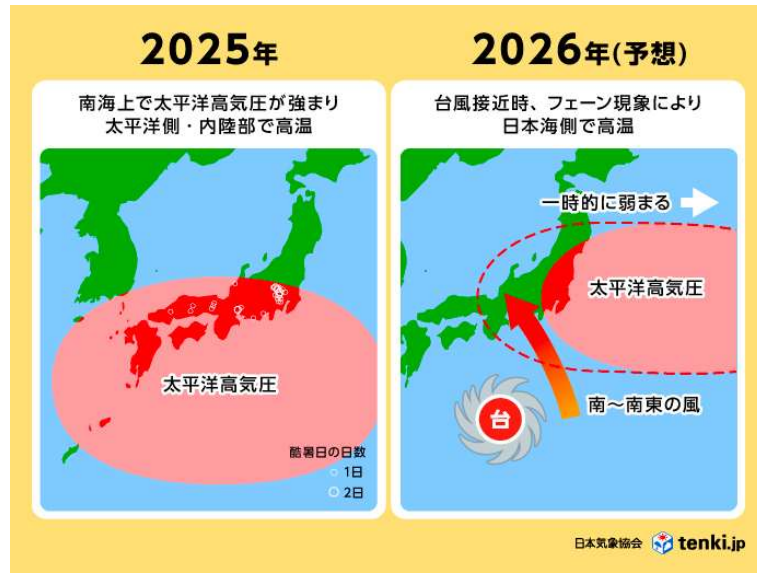 2025年
南海上で太平洋高気圧が強まり
太平洋側・内陸部で高温
太平洋高気圧
酷暑日の日数
1日
2日
2026年(予想)
台風接近時、フェーン現象により
日本海側で高温
一時的に弱まる
太平洋高気圧
南〜南東の風
台
日本気象協会 tenki.jp